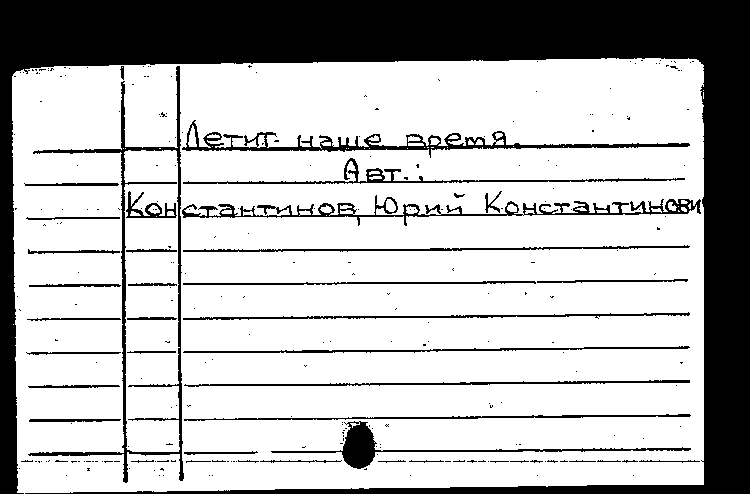 Летит наше время.
Авт.:
Константинов, Юрий Константинови